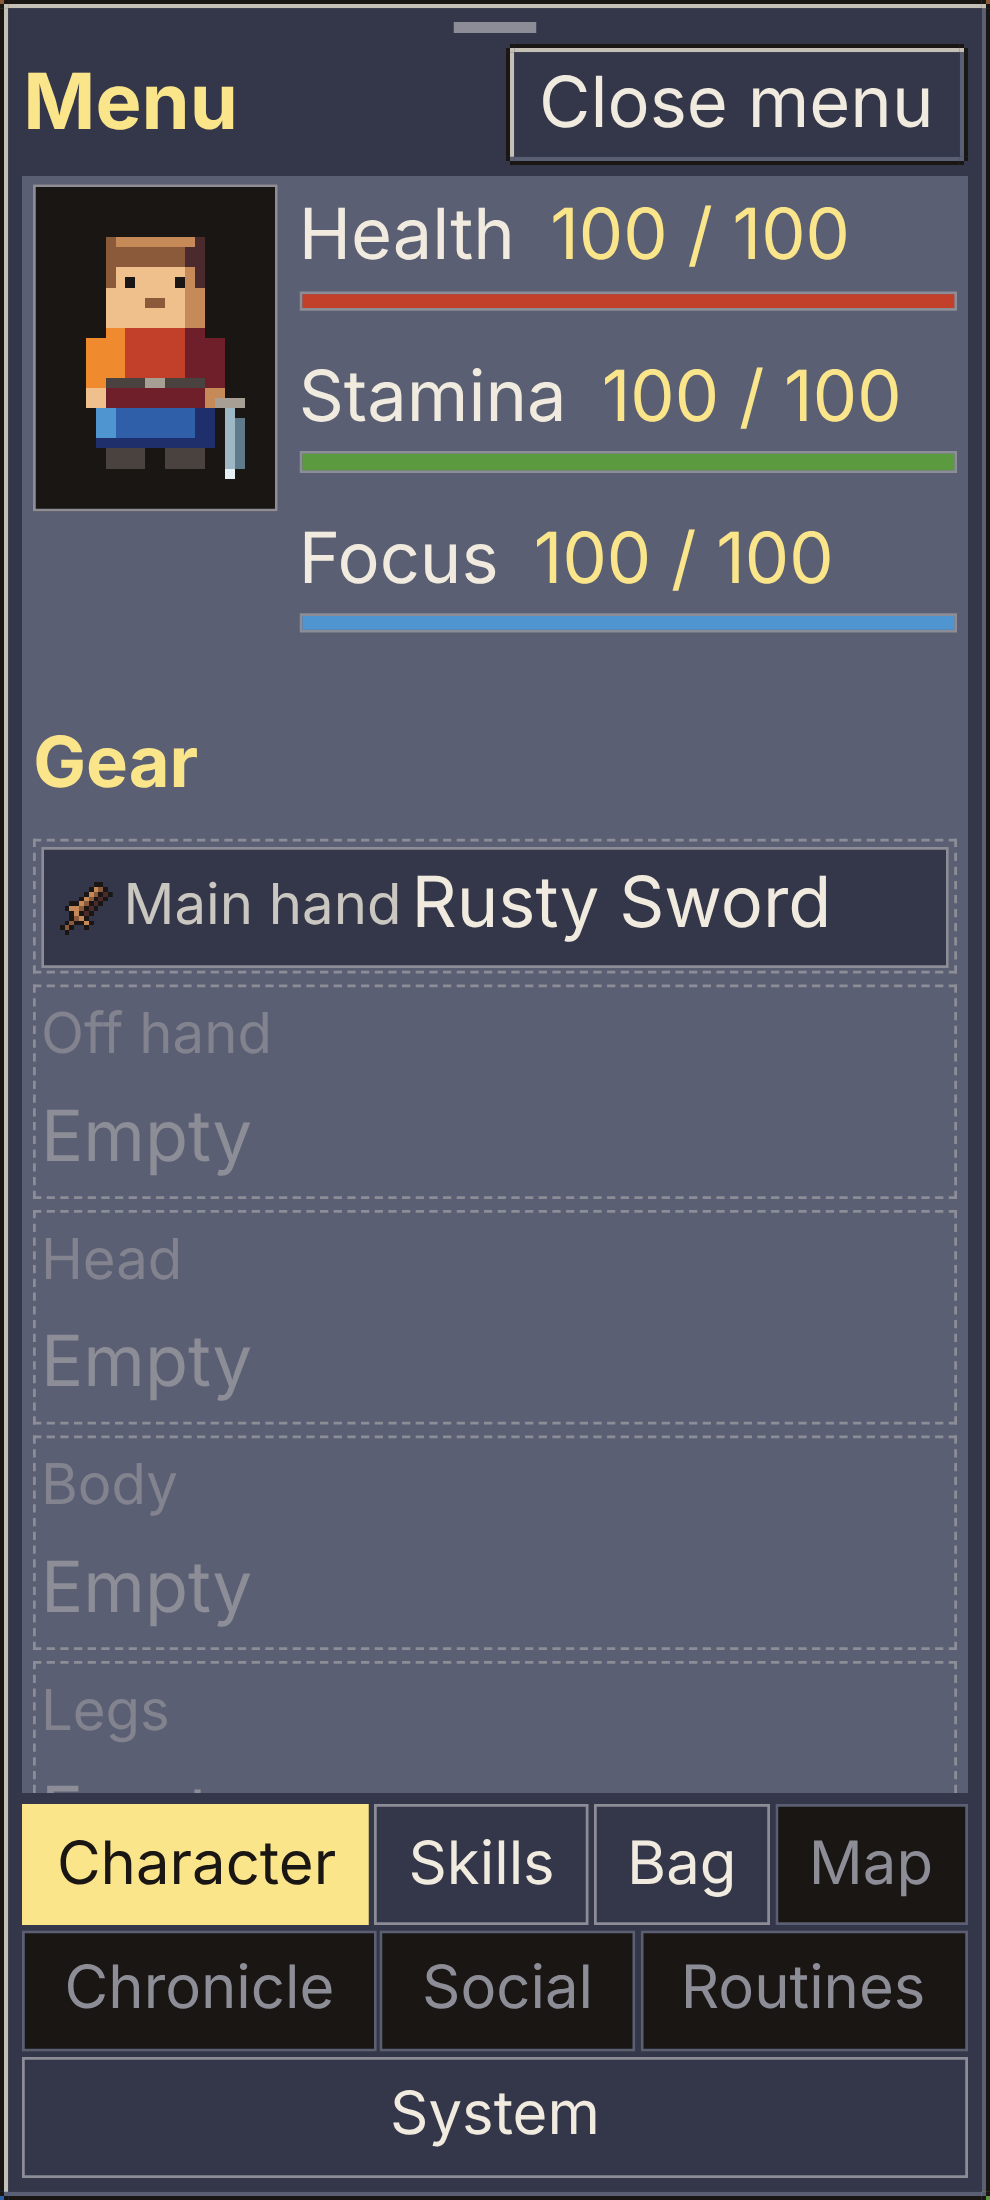 Menu
Close menu
Health 100 / 100
Stamina 100 / 100
Focus 100 / 100
Gear
Main hand Rusty Sword
Off hand
Empty
Head
Empty
Body
Empty
Legs
Character Skills Bag Map
Chronicle Social Routines
System